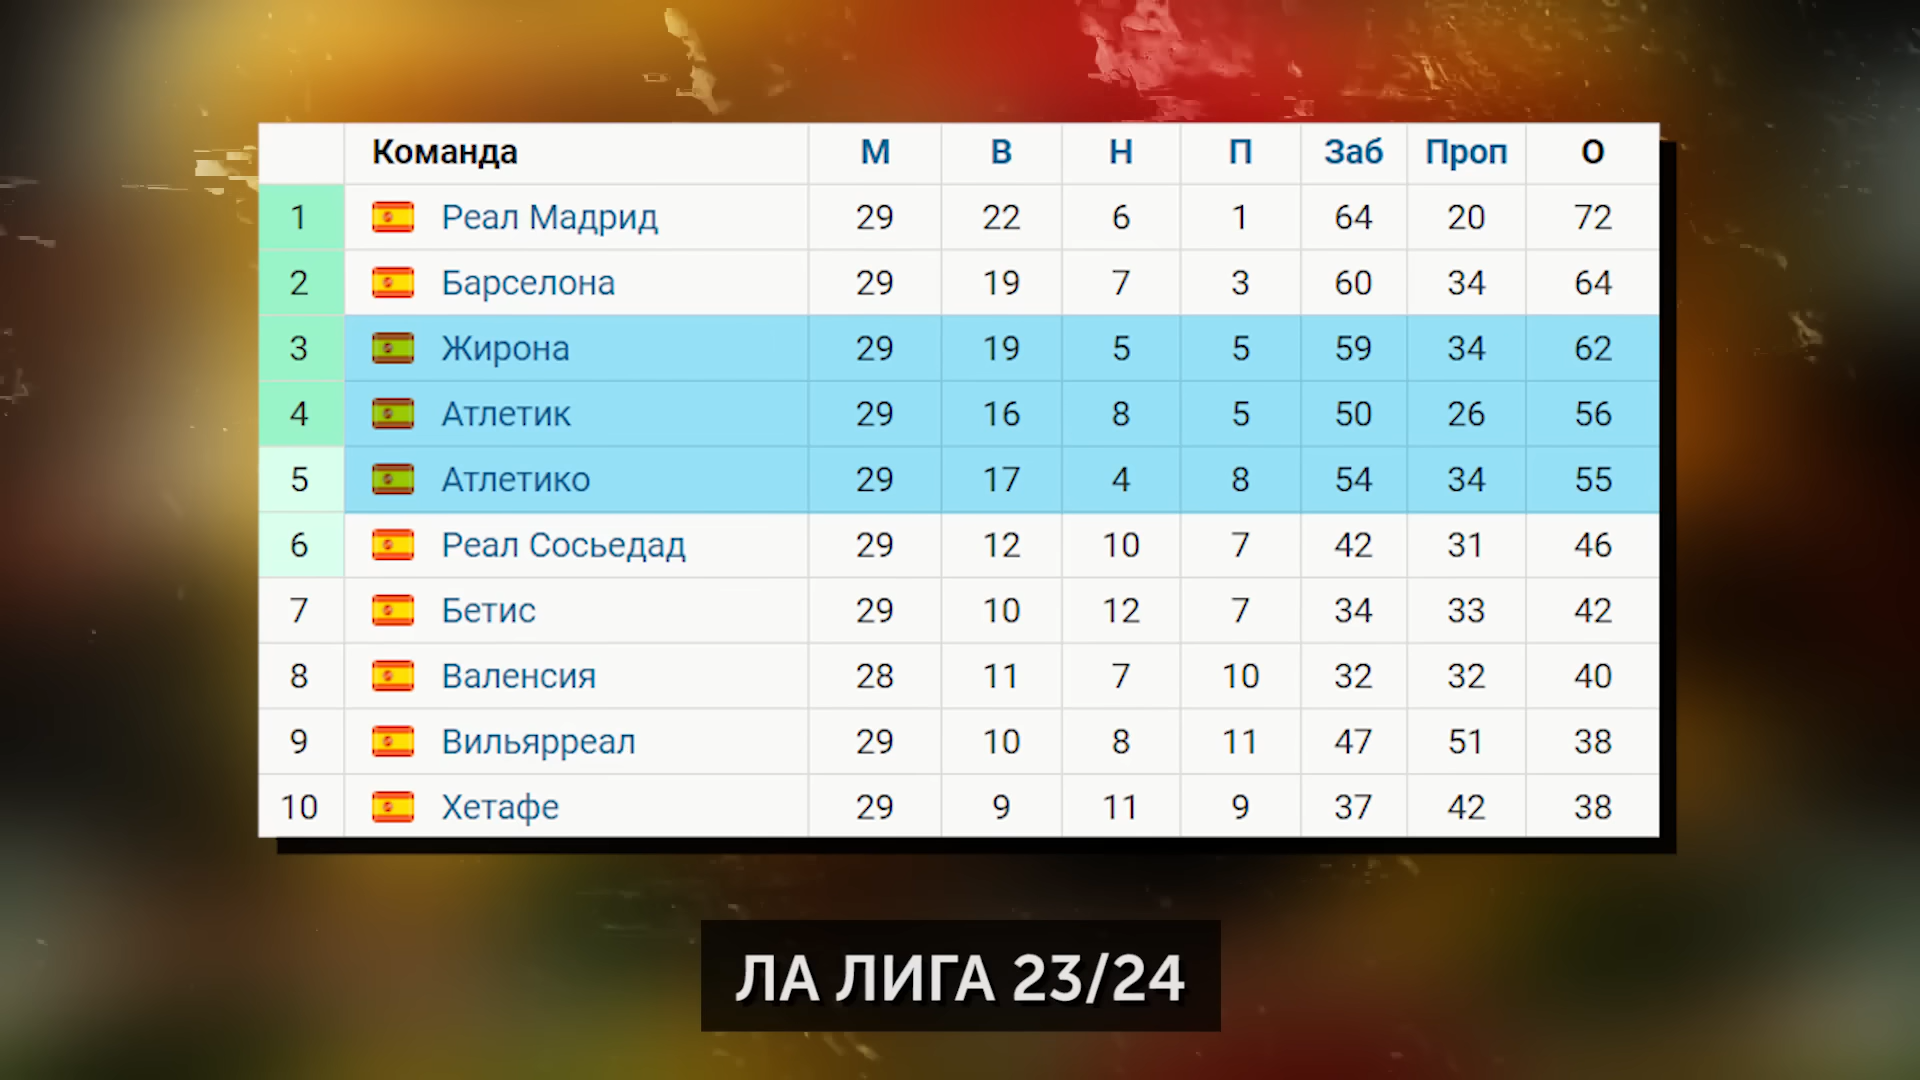 Команда М В Н П Заб Проп О
1 Реал Мадрид 29 22 6 1 64 20 72
2 Барселона 29 19 7 3 60 34 64
3 Жирона 29 19 5 5 59 34 62
4 Атлетик 29 16 8 5 50 26 56
5 Атлетико 29 17 4 8 54 34 55
6 Реал Сосьедад 29 12 10 7 42 31 46
7 Бетис 29 10 12 7 34 33 42
8 Валенсия 28 11 7 10 32 32 40
9 Вильярреал 29 10 8 11 47 51 38
10 Хетафе 29 9 11 9 37 42 38
ЛА ЛИГА 23/24